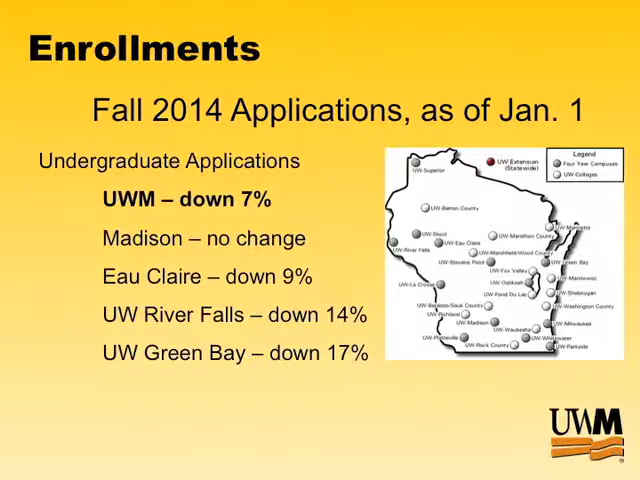 Enrollments
Fall 2014 Applications, as of Jan. 1
Undergraduate Applications
UWM – down 7%
Madison – no change
Eau Claire – down 9%
UW River Falls – down 14%
UW Green Bay – down 17%
Legend
Four Year Campuses
UW-Colleges
UW-Extension
(Statewide)
UW-Superior
UW-Barron County
UW-Marinette
UW-Stout
UW-Marathon County
UW-River Falls
UW-Eau Claire
UW-Marshfield/Wood County
UW-Stevens Point
UW-Green Bay
UW-Fox Valley
UW-Manitowoc
UW-La Crosse
UW-Oshkosh
UW-Fond Du Lac
UW-Sheboygan
UW-Baraboo/Sauk County
UW-Washington County
UW-Richland
UW-Madison
UW-Milwaukee
UW-Waukesha
UW-Platteville
UW-Whitewater
UW-Rock County
UW-Parkside
UWM